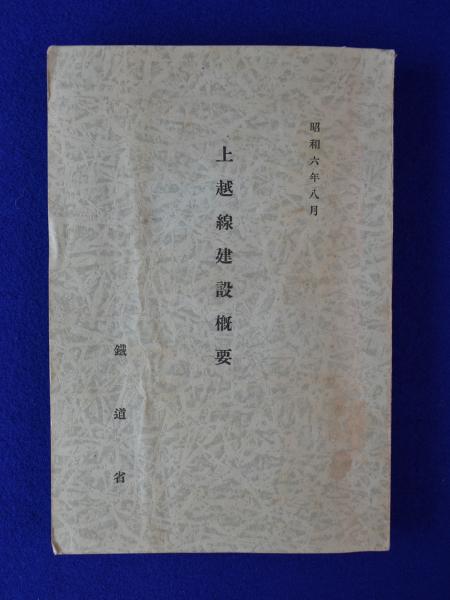 昭和六年八月
上越線建設概要
鐵道省